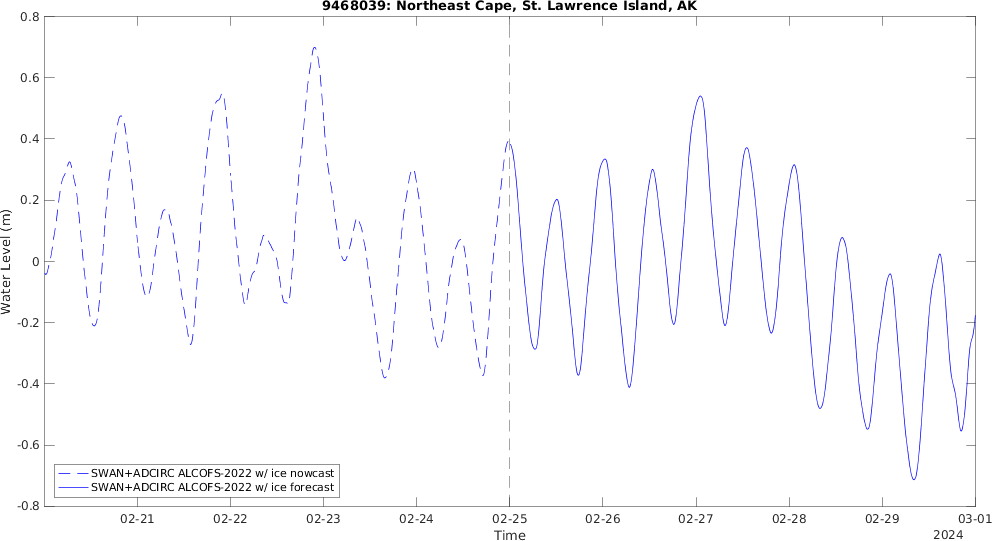 9468039: Northeast Cape, St. Lawrence Island, AK
0.8
0.6
0.4
0.2
0
-0.2
-0.4
-0.6
-0.8
Water Level (m)
SWAN+ADCIRC ALCOFS-2022 w/ ice nowcast
SWAN+ADCIRC ALCOFS-2022 w/ ice forecast
02-21 02-22 02-23 02-24 02-25 02-26 02-27 02-28 02-29 03-01
Time
2024